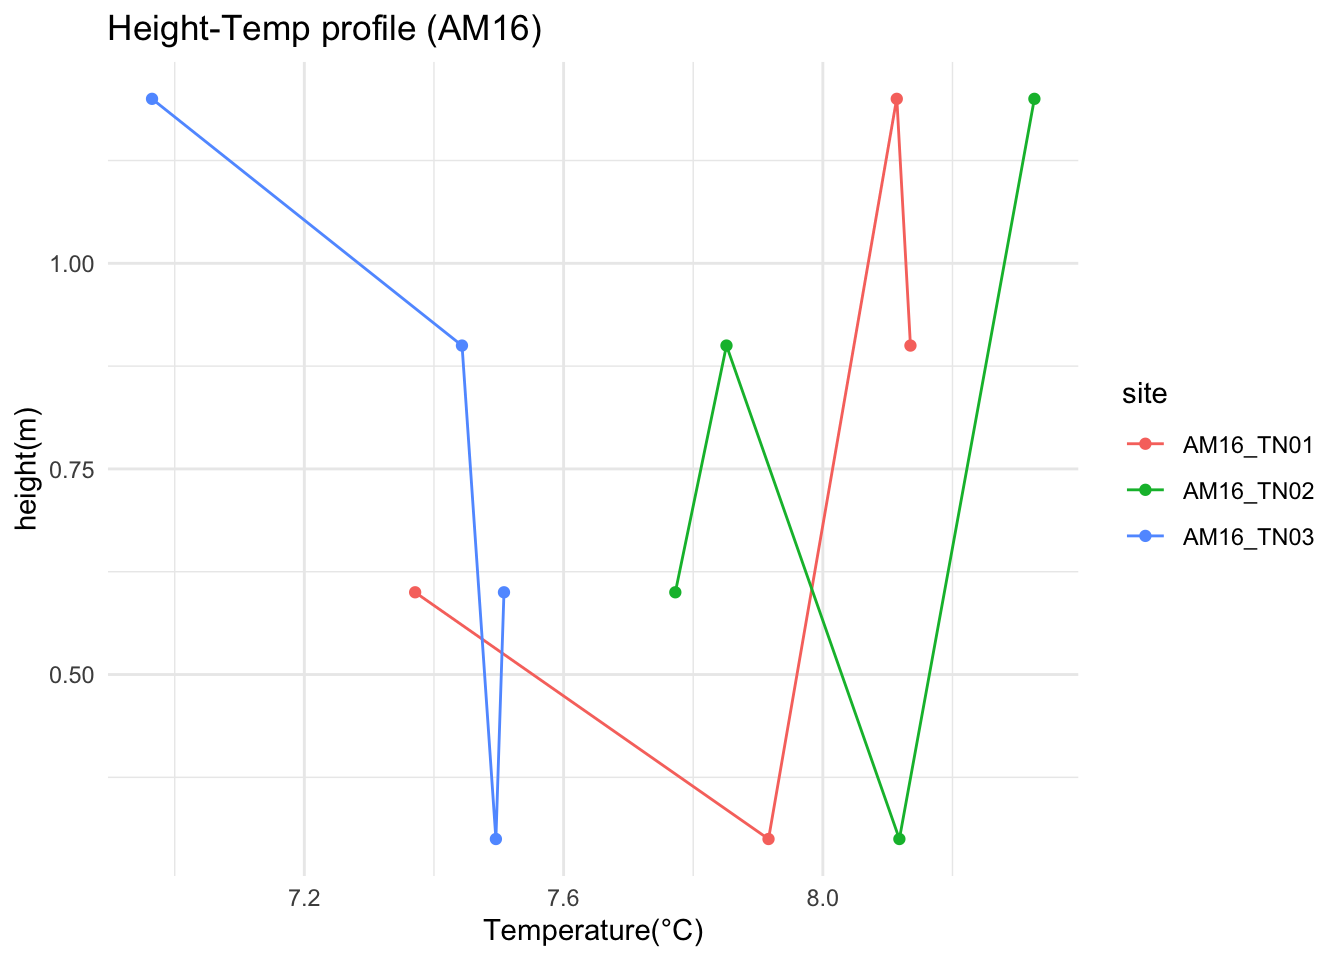 Height-Temp profile (AM16)
1.00
0.75
0.50
height(m)
7.2 7.6 8.0
Temperature(°C)
site
AM16_TN01
AM16_TN02
AM16_TN03